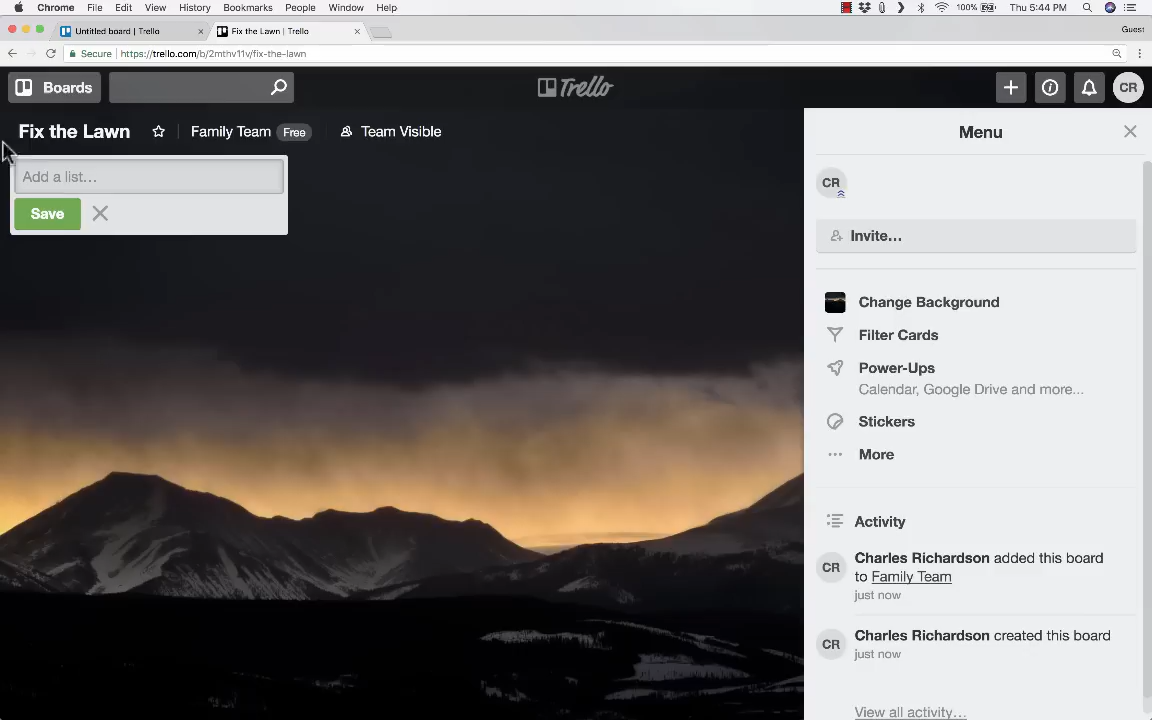 Chrome File Edit View History Bookmarks People Window Help 100% Thu 5:44 PM
Untitled board | Trello Fix the Lawn | Trello Guest
Secure https://trello.com/b/2mthv11v/fix-the-lawn
Boards Trello CR
Fix the Lawn Family Team Free Team Visible
Add a list…
Save
Menu
CR
Invite…
Change Background
Filter Cards
Power-Ups
Calendar, Google Drive and more...
Stickers
More
Activity
CR Charles Richardson added this board
to Family Team
just now
CR Charles Richardson created this board
just now
View all activity…